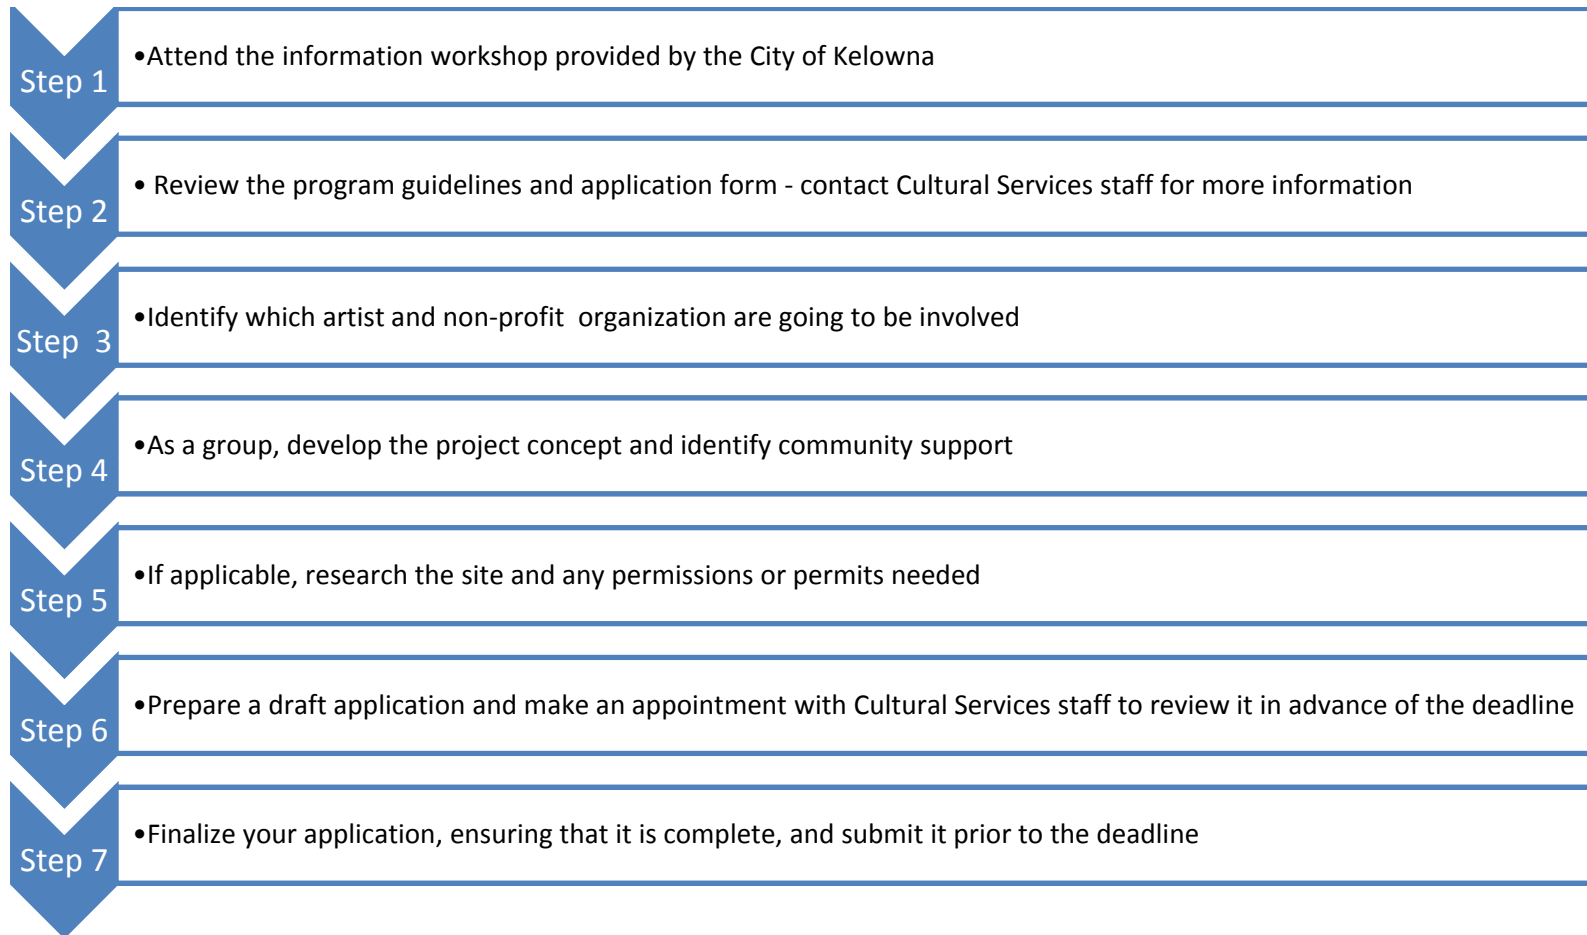 Step 1
•Attend the information workshop provided by the City of Kelowna
Step 2
• Review the program guidelines and application form - contact Cultural Services staff for more information
Step  3
•Identify which artist and non-profit  organization are going to be involved
Step 4
•As a group, develop the project concept and identify community support
Step 5
•If applicable, research the site and any permissions or permits needed
Step 6
•Prepare a draft application and make an appointment with Cultural Services staff to review it in advance of the deadline
Step 7
•Finalize your application, ensuring that it is complete, and submit it prior to the deadline